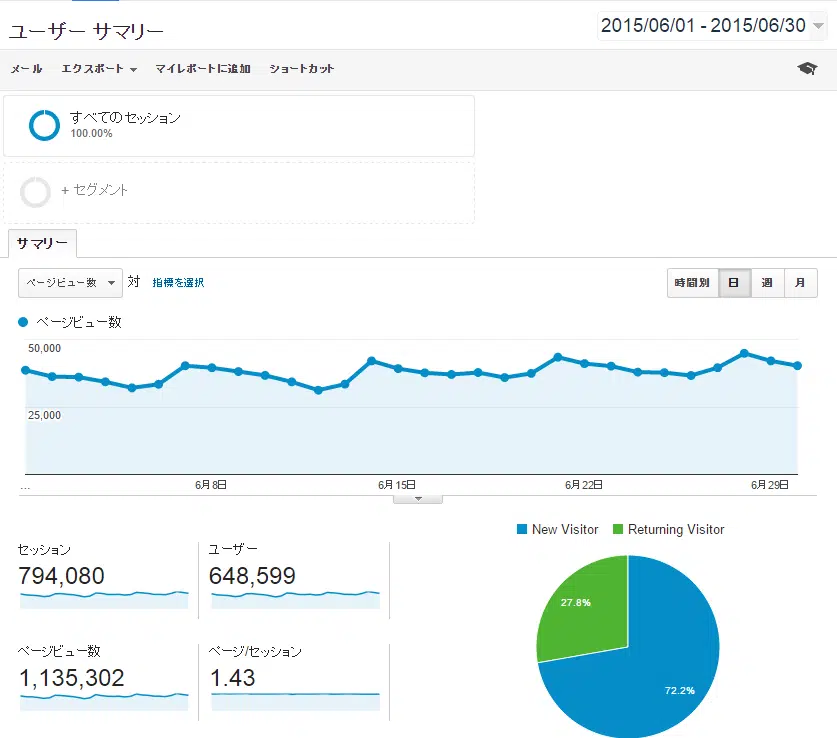 ユーザー サマリー
2015/06/01 - 2015/06/30
メール エクスポート マイレポートに追加 ショートカット
すべてのセッション
100.00%
+ セグメント
サマリー
ページビュー数 対 指標を選択
時間別 日 週 月
ページビュー数
50,000
25,000
... 6月8日 6月15日 6月22日 6月29日
New Visitor Returning Visitor
セッション ユーザー
794,080 648,599
27.8%
ページビュー数 ページ/セッション
1,135,302 1.43
72.2%